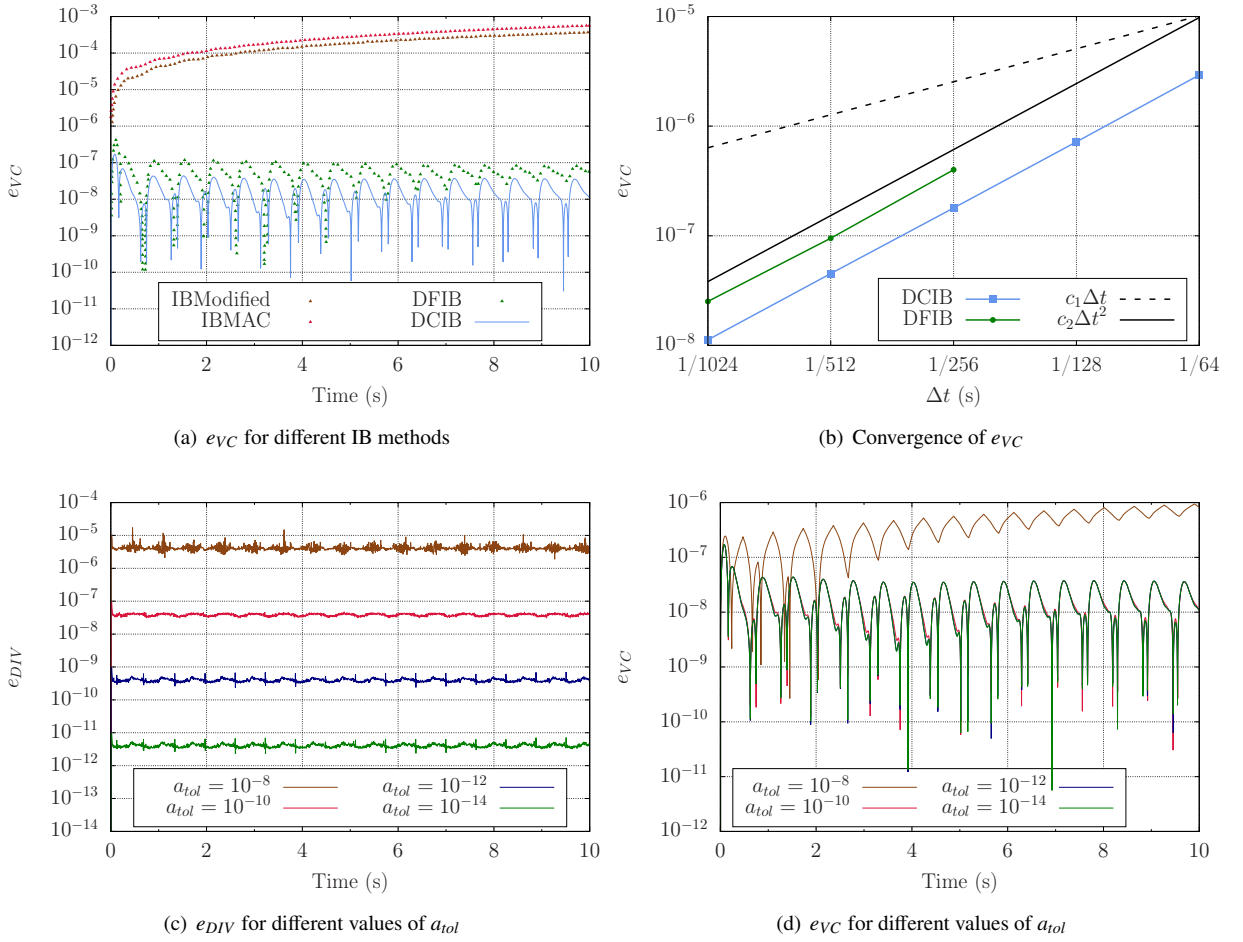 10⁻³
10⁻⁴
10⁻⁵
10⁻⁶
10⁻⁷
10⁻⁸
10⁻⁹
10⁻¹⁰
10⁻¹¹
10⁻¹²
e_VC
0 2 4 6 8 10
Time (s)
IBModified DFIB
IBMAC DCIB
(a) e_VC for different IB methods
10⁻⁵
10⁻⁶
10⁻⁷
10⁻⁸
e_VC
1/1024 1/512 1/256 1/128 1/64
Δt (s)
DCIB c₁Δt
DFIB c₂Δt²
(b) Convergence of e_VC
10⁻⁴
10⁻⁵
10⁻⁶
10⁻⁷
10⁻⁸
10⁻⁹
10⁻¹⁰
10⁻¹¹
10⁻¹²
10⁻¹³
10⁻¹⁴
e_DIV
0 2 4 6 8 10
Time (s)
a_tol = 10⁻⁸ a_tol = 10⁻¹²
a_tol = 10⁻¹⁰ a_tol = 10⁻¹⁴
(c) e_DIV for different values of a_tol
10⁻⁶
10⁻⁷
10⁻⁸
10⁻⁹
10⁻¹⁰
10⁻¹¹
10⁻¹²
e_VC
0 2 4 6 8 10
Time (s)
a_tol = 10⁻⁸ a_tol = 10⁻¹²
a_tol = 10⁻¹⁰ a_tol = 10⁻¹⁴
(d) e_VC for different values of a_tol